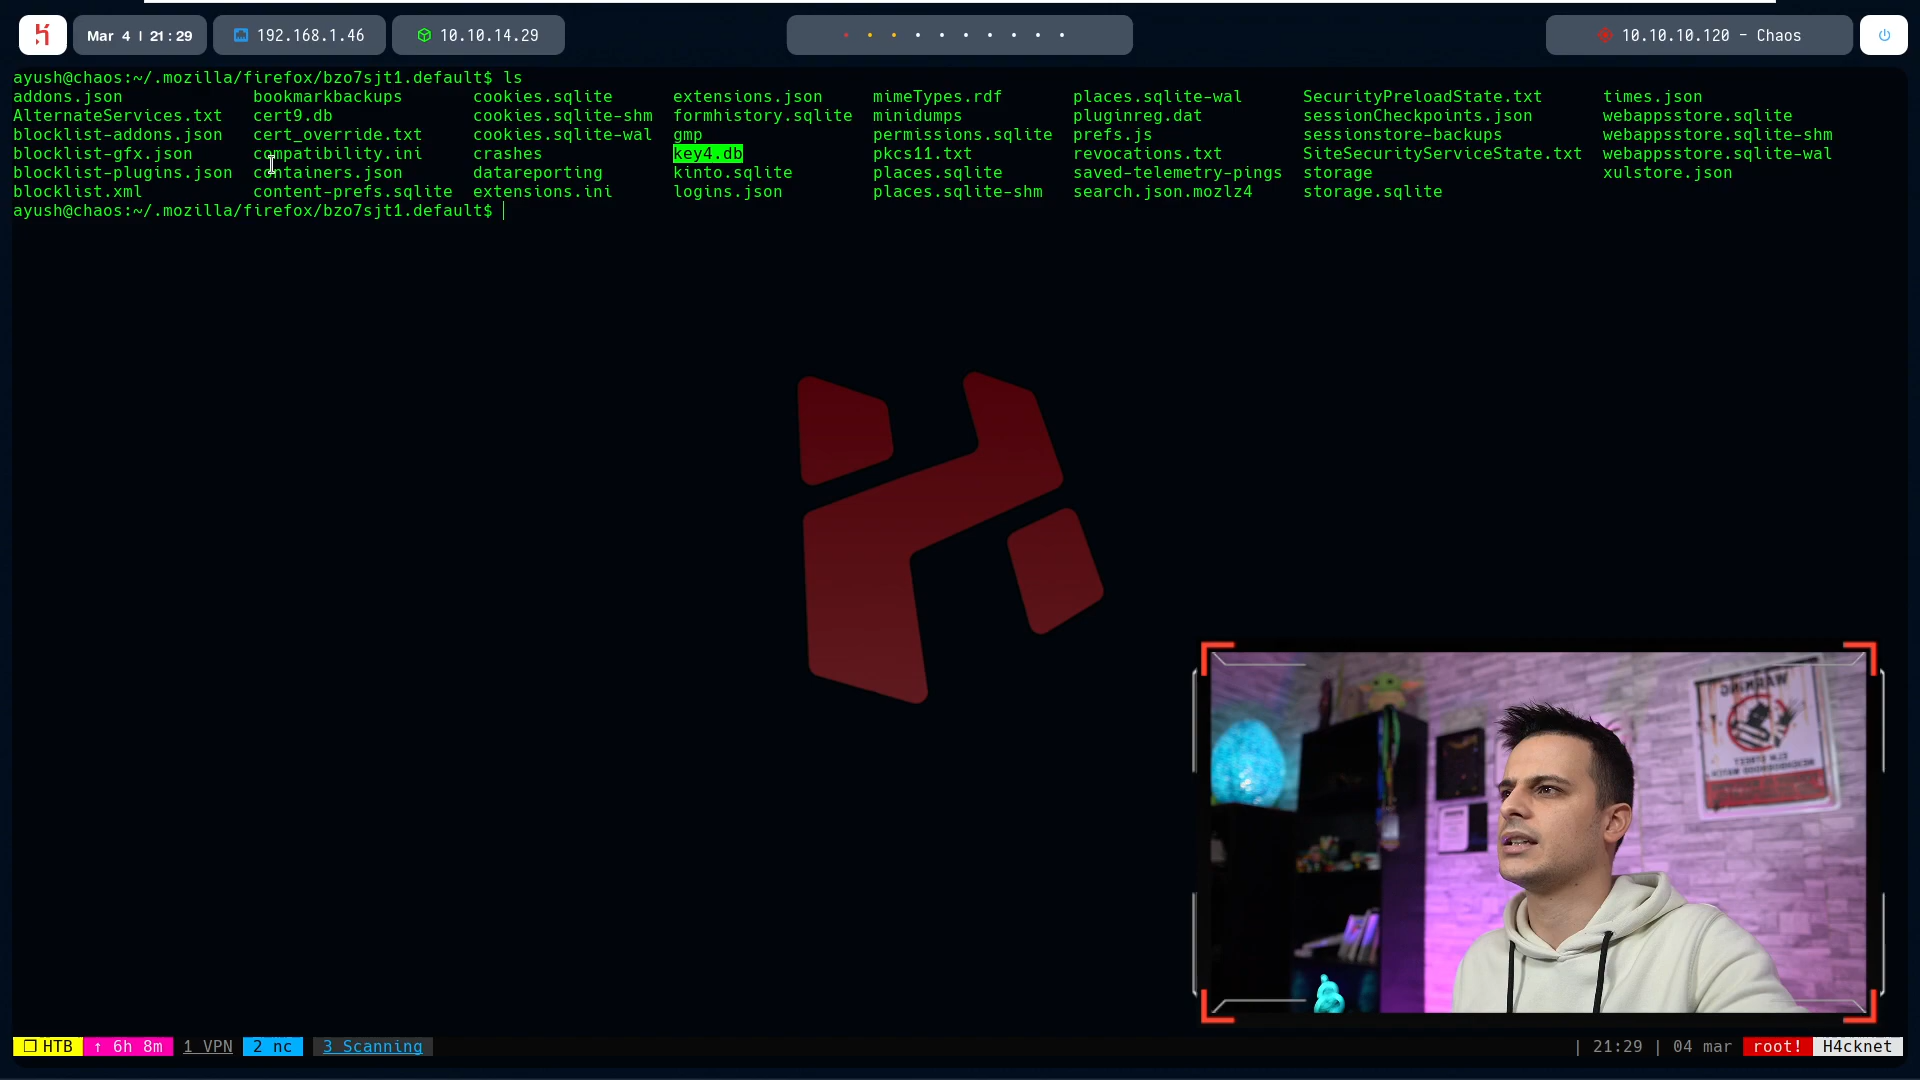 Mar 4 | 21:29
192.168.1.46
10.10.14.29
10.10.10.120 - Chaos
ayush@chaos:~/.mozilla/firefox/bzo7sjt1.default$ ls
addons.json bookmarkbackups cookies.sqlite extensions.json mimeTypes.rdf places.sqlite-wal SecurityPreloadState.txt times.json
AlternateServices.txt cert9.db cookies.sqlite-shm formhistory.sqlite minidumps pluginreg.dat sessionCheckpoints.json webappsstore.sqlite
blocklist-addons.json cert_override.txt cookies.sqlite-wal gmp permissions.sqlite prefs.js sessionstore-backups webappsstore.sqlite-shm
blocklist-gfx.json compatibility.ini crashes key4.db pkcs11.txt revocations.txt SiteSecurityServiceState.txt webappsstore.sqlite-wal
blocklist-plugins.json containers.json datareporting kinto.sqlite places.sqlite saved-telemetry-pings storage xulstore.json
blocklist.xml content-prefs.sqlite extensions.ini logins.json places.sqlite-shm search.json.mozlz4 storage.sqlite
ayush@chaos:~/.mozilla/firefox/bzo7sjt1.default$
WARNING
ELM STREET
NEIGHBORHOOD WATCH
❐ HTB ↑ 6h 8m 1 VPN 2 nc 3 Scanning | 21:29 | 04 mar root! H4cknet